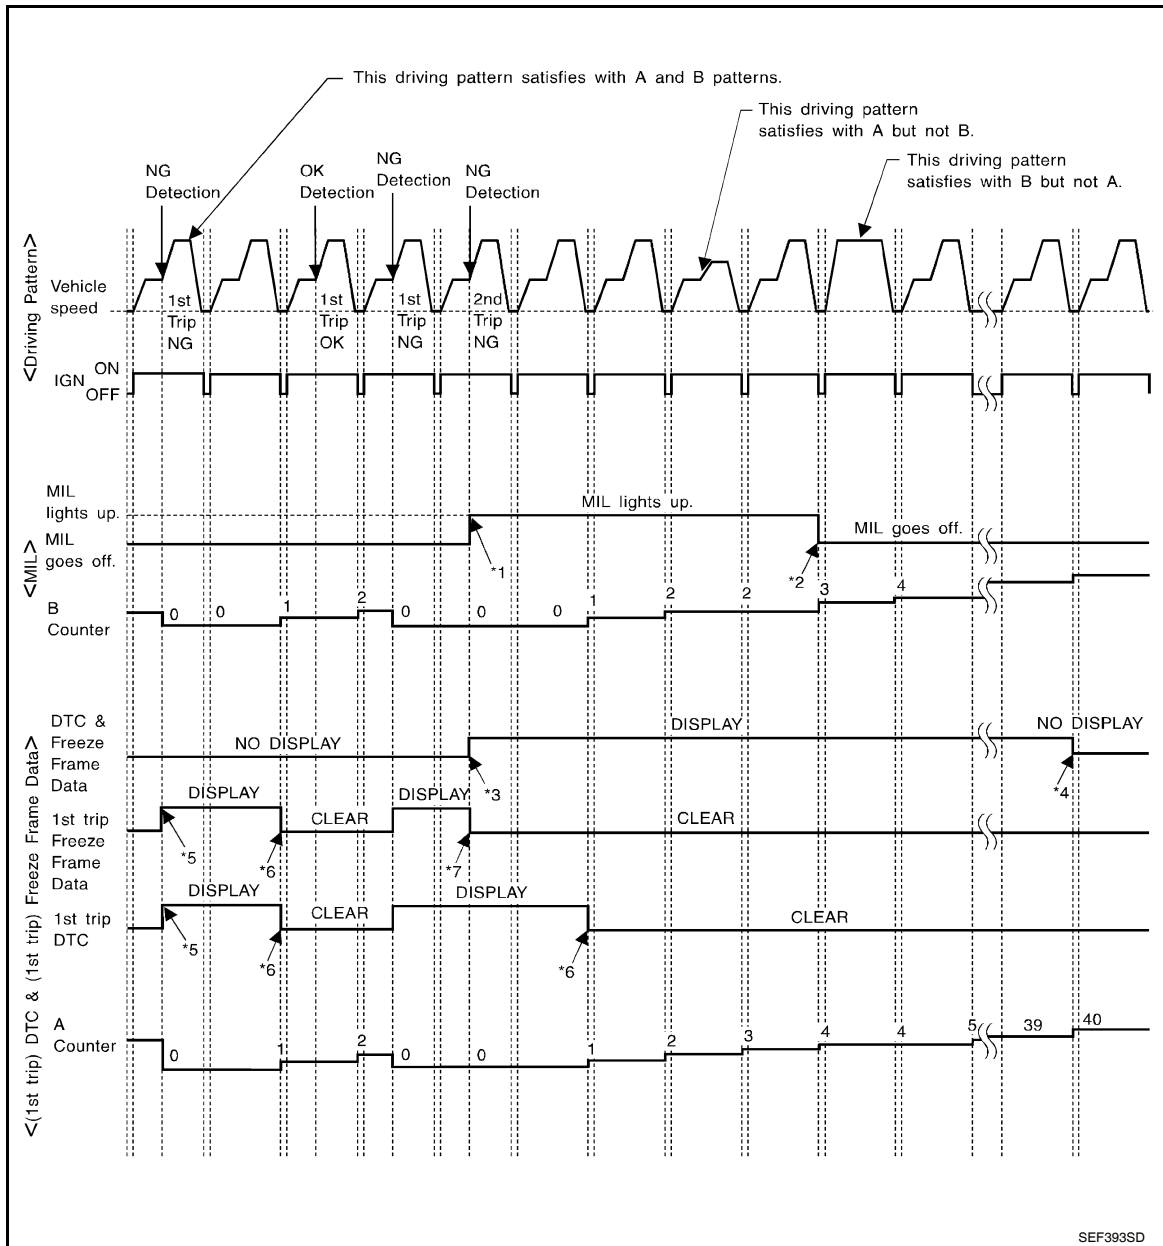 This driving pattern satisfies with A and B patterns.
This driving pattern
satisfies with A but not B.
This driving pattern
satisfies with B but not A.
NG
Detection
OK
Detection
NG
Detection
NG
Detection
<Driving Pattern>
Vehicle
speed
1st
Trip
NG
1st
Trip
OK
1st
Trip
NG
2nd
Trip
NG
IGN
ON
OFF
<MIL>
MIL
lights up.
MIL
goes off.
MIL lights up.
MIL goes off.
*1
*2
B
Counter
0 0 1 2 0 0 0 1 2 2 3 4
<(1st trip) DTC & (1st trip) Freeze Frame Data>
DTC &
Freeze
Frame
Data
NO DISPLAY
DISPLAY
NO DISPLAY
*3
*4
1st trip
Freeze
Frame
Data
DISPLAY
CLEAR
DISPLAY
CLEAR
*5
*6
*7
1st trip
DTC
DISPLAY
CLEAR
DISPLAY
CLEAR
*5
*6
*6
A
Counter
0 1 2 0 0 1 2 3 4 4 5 39 40
SEF393SD